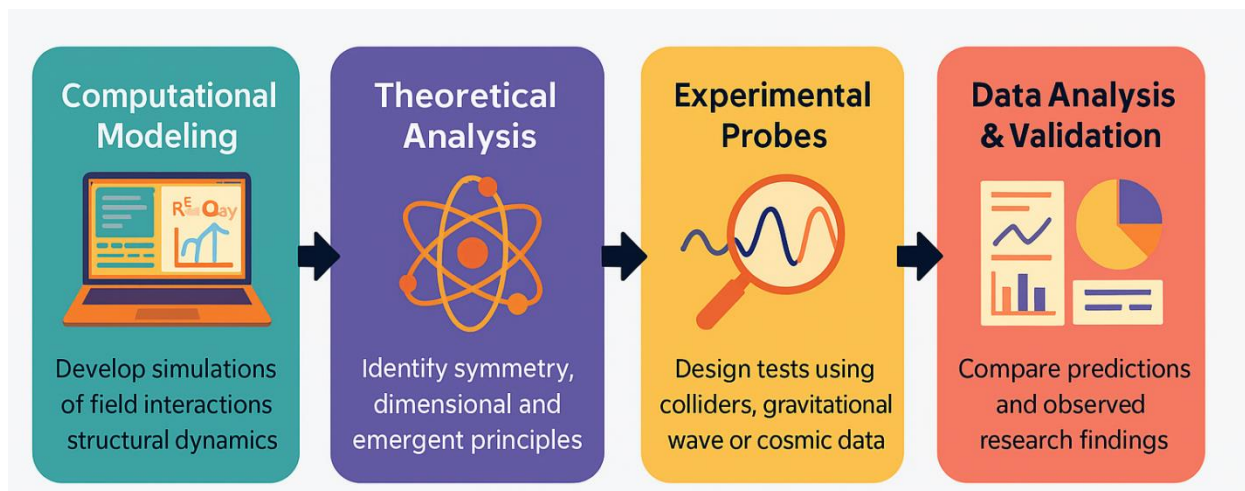 Computational
Modeling
Develop simulations
of field interactions
structural dynamics
Theoretical
Analysis
Identify symmetry,
dimensional and
emergent principles
Experimental
Probes
Design tests using
colliders, gravitational
wave or cosmic data
Data Analysis
& Validation
Compare predictions
and observed
research findings